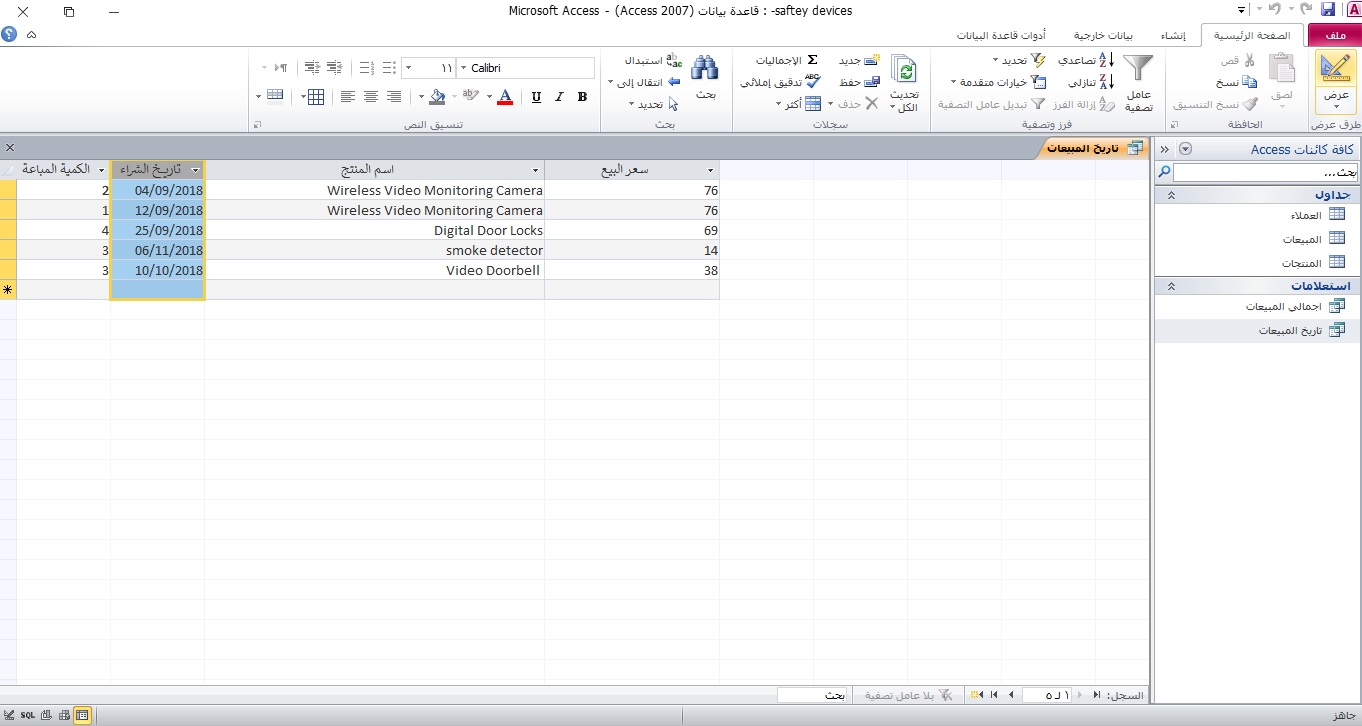 Microsoft Access - (Access 2007) قاعدة بيانات : -saftey devices
ملف الصفحة الرئيسية إنشاء بيانات خارجية أدوات قاعدة البيانات
عرض
طرق عرض
لصق
قص
نسخ
نسخ التنسيق
الحافظة
عامل تصفية
تصاعدي
تنازلي
إزالة الفرز
تحديد
خيارات متقدمة
تبديل عامل التصفية
فرز وتصفية
تحديث الكل
جديد
حفظ
حذف
الإجماليات
تدقيق إملائي
أكثر
سجلات
بحث
استبدال
انتقال إلى
تحديد
بحث
Calibri ١١
B I U A
تنسيق النص
كافة كائنات Access
بحث...
جداول
العملاء
المبيعات
المنتجات
استعلامات
اجمالي المبيعات
تاريخ المبيعات
تاريخ المبيعات
سعر البيع اسم المنتج تاريخ الشراء الكمية المباعة
76 Wireless Video Monitoring Camera 04/09/2018 2
76 Wireless Video Monitoring Camera 12/09/2018 1
69 Digital Door Locks 25/09/2018 4
14 smoke detector 06/11/2018 3
38 Video Doorbell 10/10/2018 3
السجل: ١ لـ ٥ بلا عامل تصفية بحث
جاهز
SQL